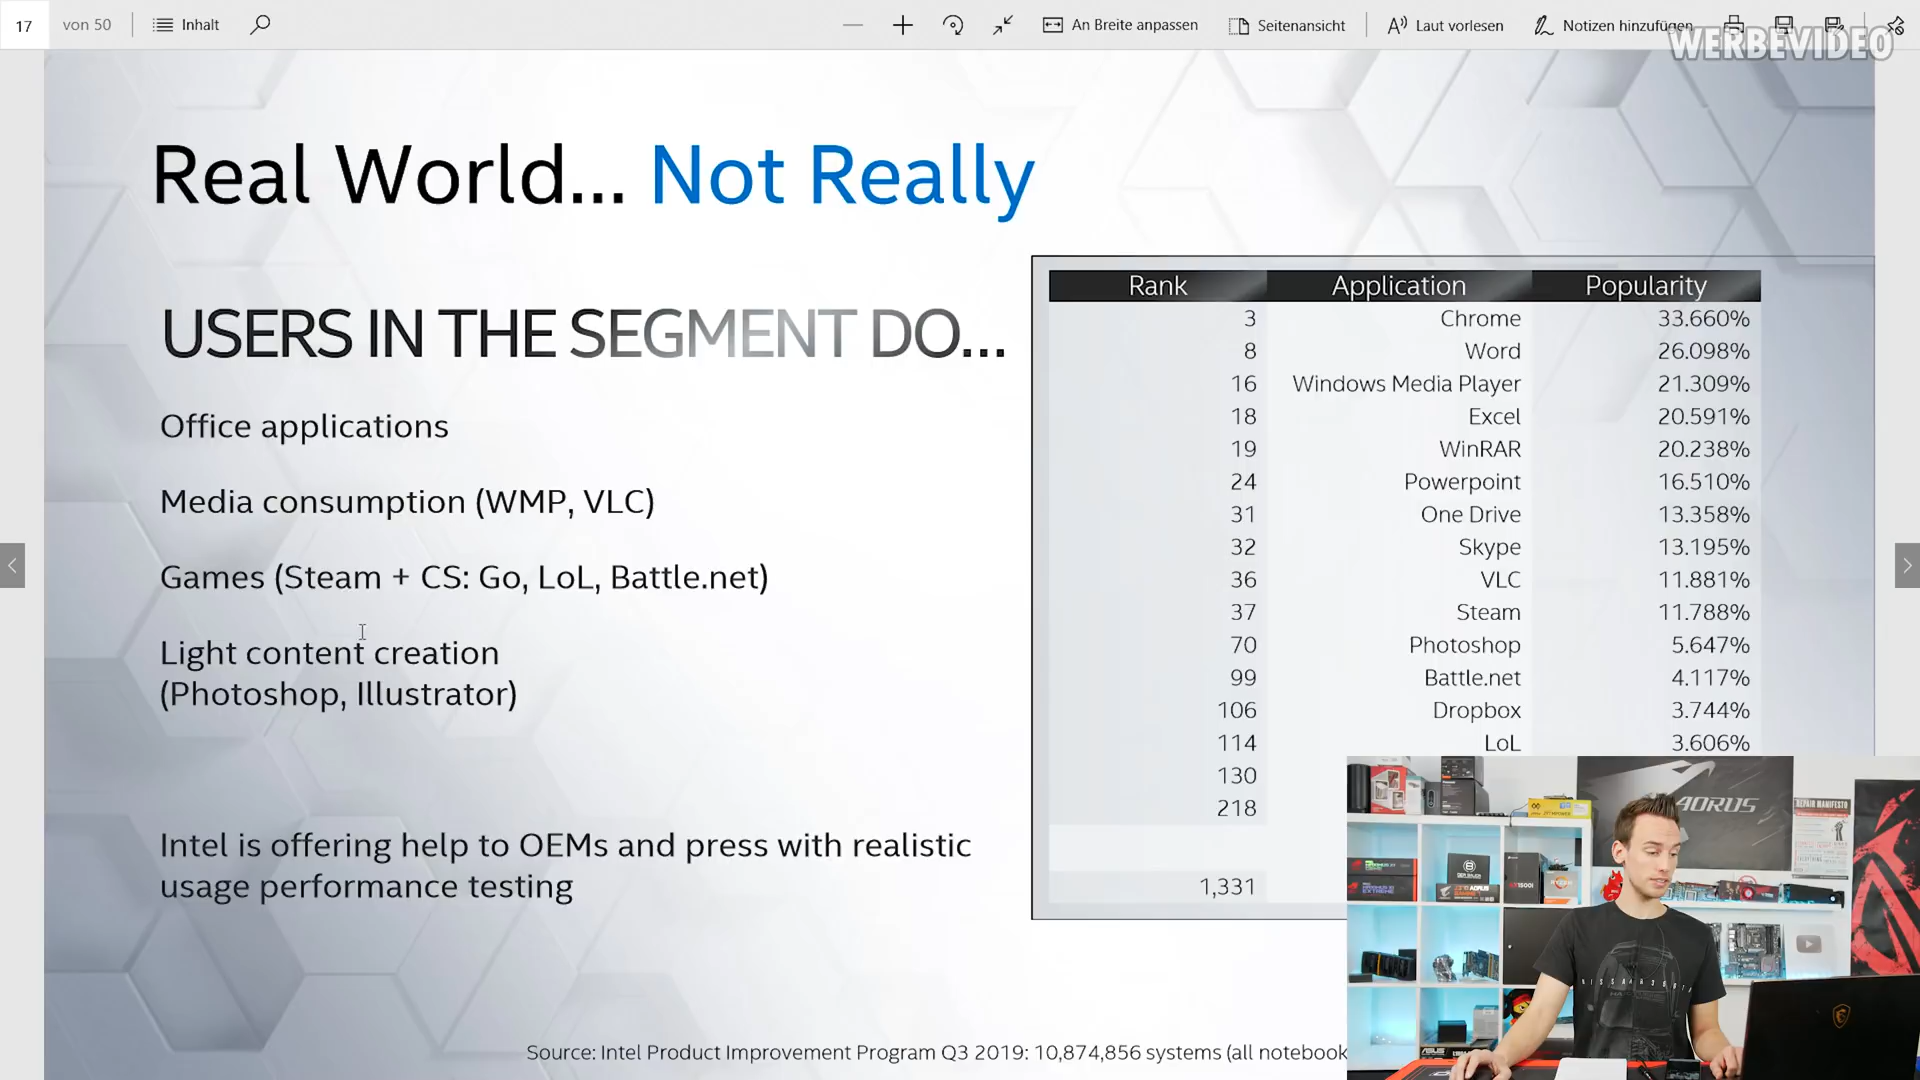 17 von 50 Inhalt An Breite anpassen Seitenansicht Laut vorlesen Notizen hinzufügen
WERBEVIDEO
Real World... Not Really
USERS IN THE SEGMENT DO...
Office applications
Media consumption (WMP, VLC)
Games (Steam + CS: Go, LoL, Battle.net)
Light content creation
(Photoshop, Illustrator)
Intel is offering help to OEMs and press with realistic
usage performance testing
Rank Application Popularity
3 Chrome 33.660%
8 Word 26.098%
16 Windows Media Player 21.309%
18 Excel 20.591%
19 WinRAR 20.238%
24 Powerpoint 16.510%
31 One Drive 13.358%
32 Skype 13.195%
36 VLC 11.881%
37 Steam 11.788%
70 Photoshop 5.647%
99 Battle.net 4.117%
106 Dropbox 3.744%
114 LoL 3.606%
130
218
1,331
Source: Intel Product Improvement Program Q3 2019: 10,874,856 systems (all notebook
AORUS
REPAIR MANIFESTO